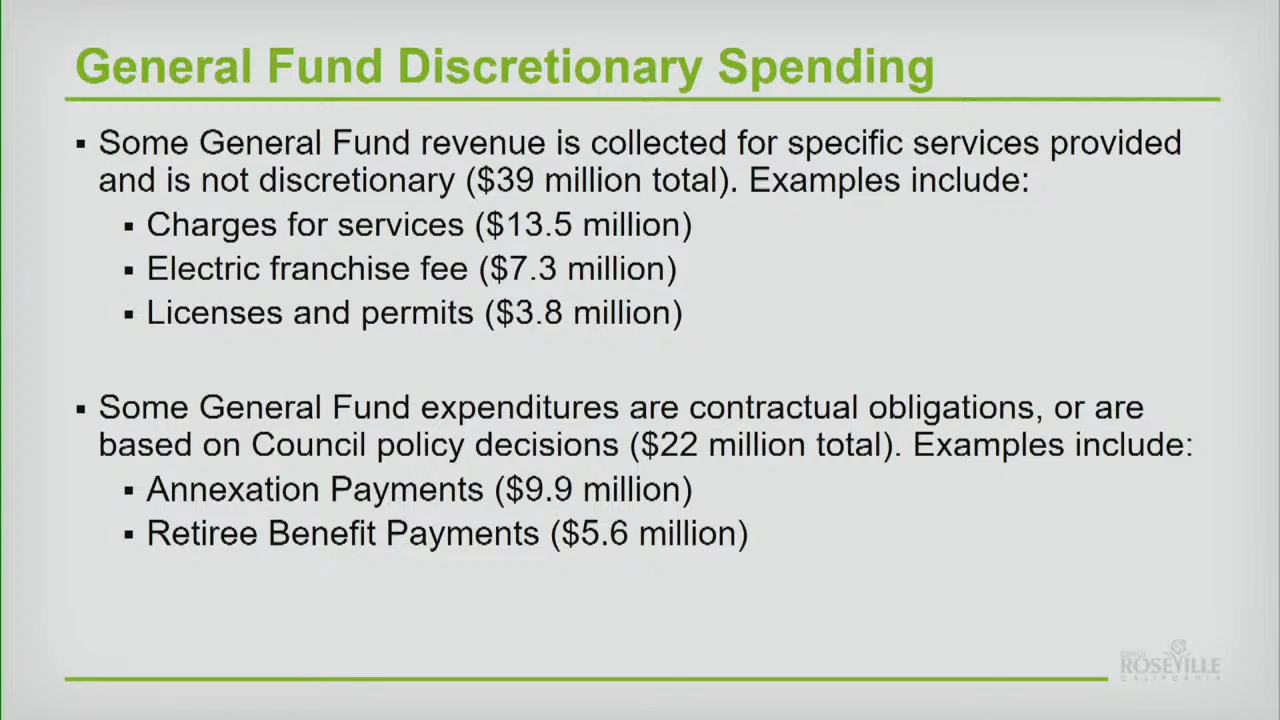 General Fund Discretionary Spending
▪ Some General Fund revenue is collected for specific services provided
and is not discretionary ($39 million total). Examples include:
▪ Charges for services ($13.5 million)
▪ Electric franchise fee ($7.3 million)
▪ Licenses and permits ($3.8 million)
▪ Some General Fund expenditures are contractual obligations, or are
based on Council policy decisions ($22 million total). Examples include:
▪ Annexation Payments ($9.9 million)
▪ Retiree Benefit Payments ($5.6 million)
CITY OF
ROSEVILLE
CALIFORNIA